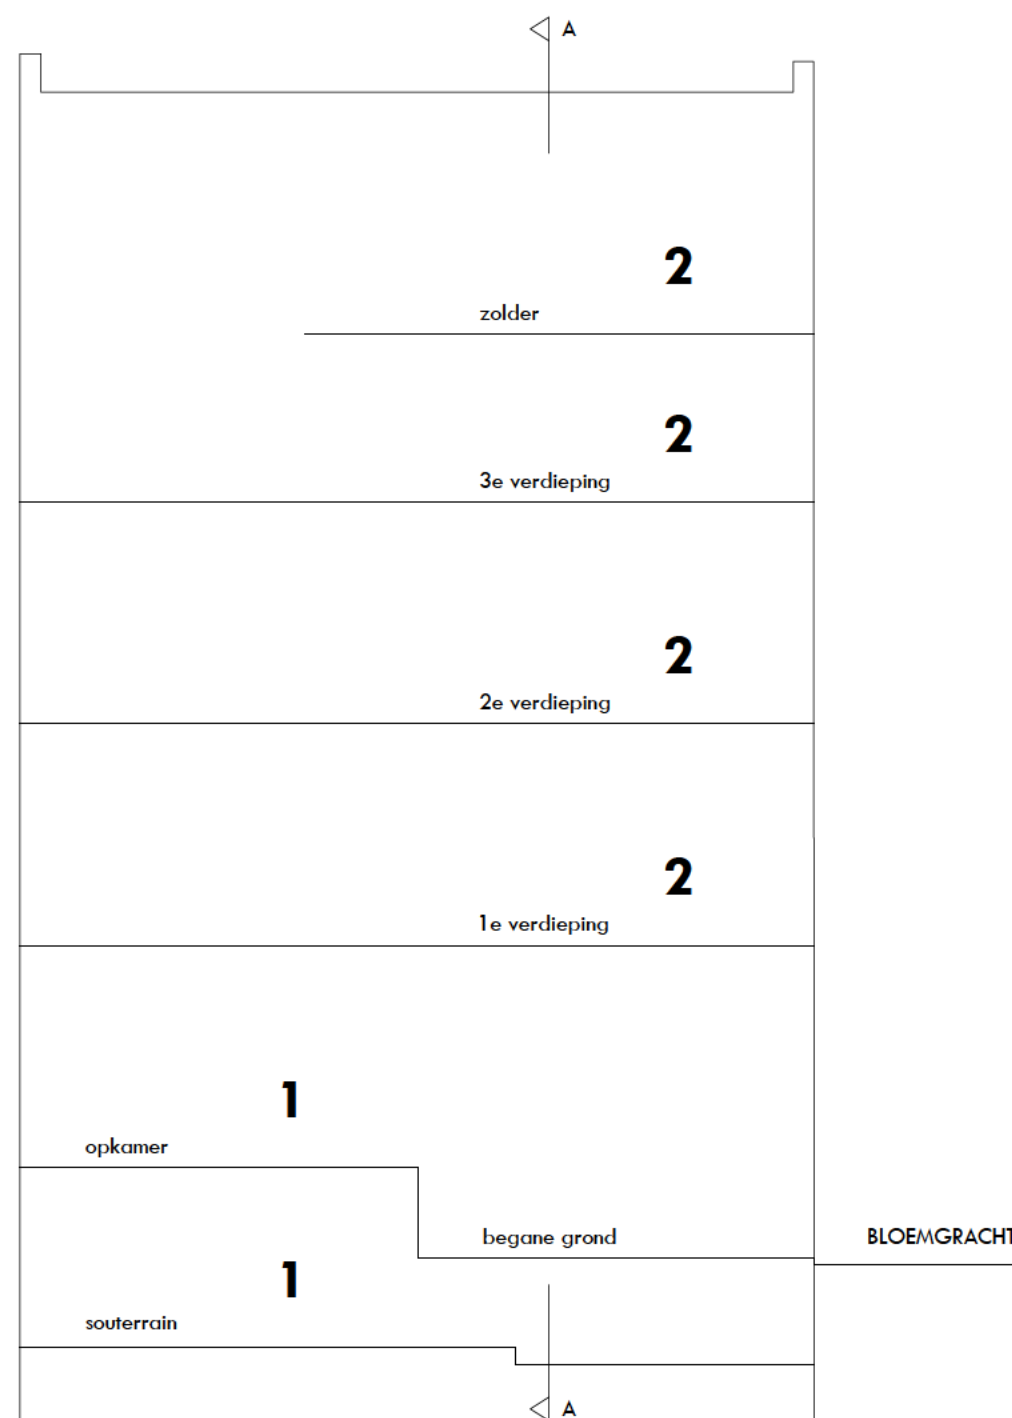 A
2
zolder
2
3e verdieping
2
2e verdieping
2
1e verdieping
1
opkamer
begane grond
BLOEMGRACHT
1
souterrain
A